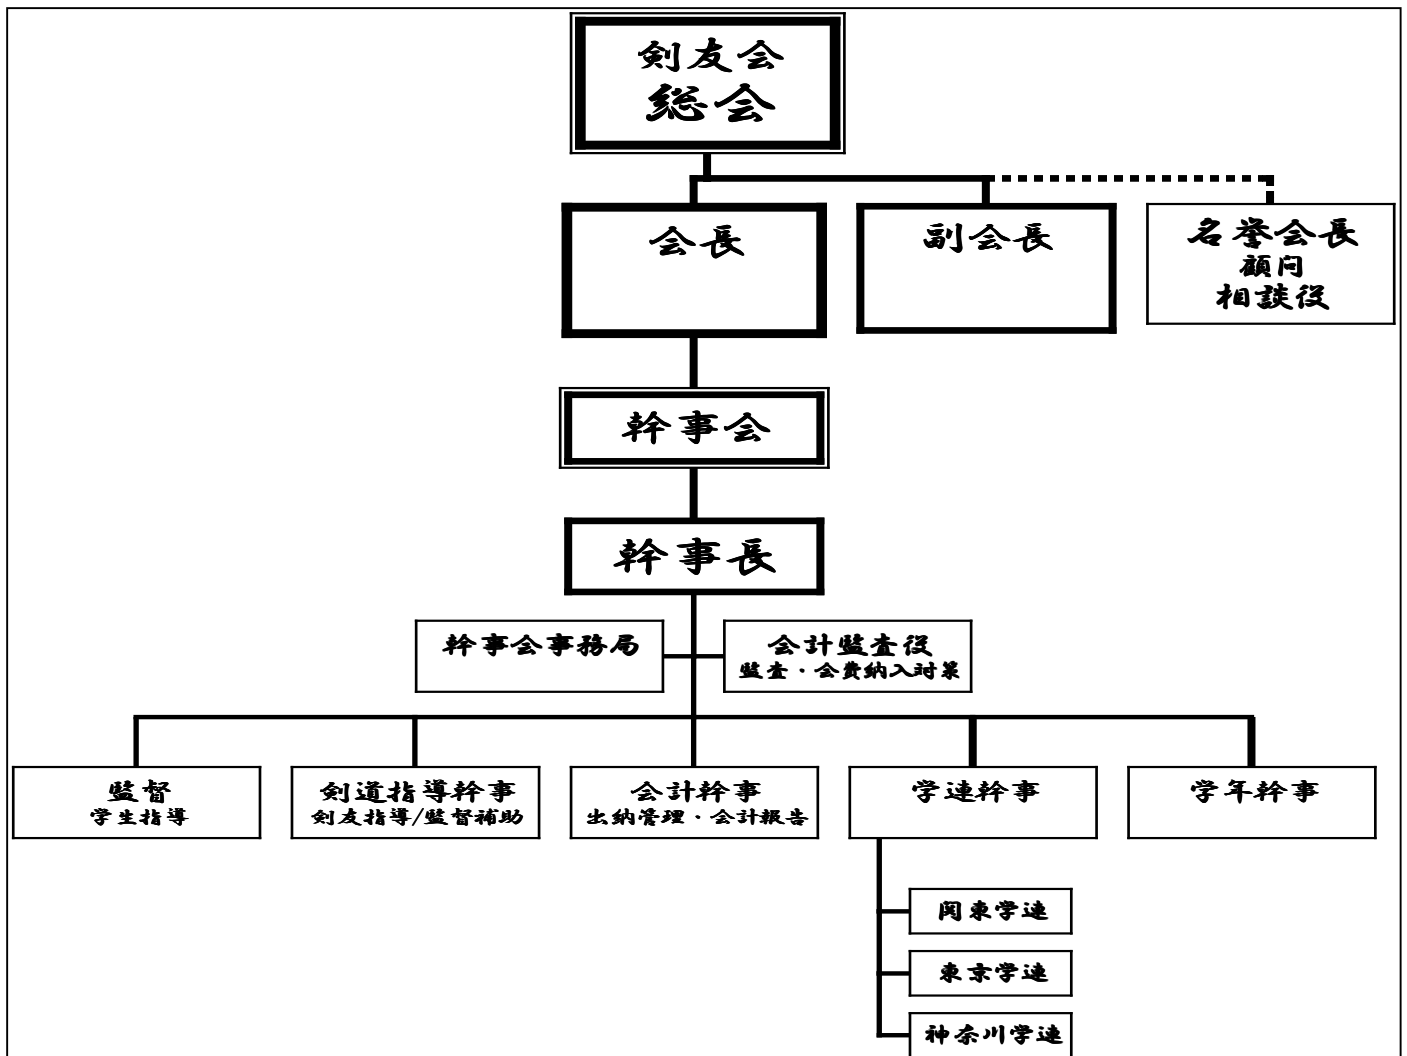 剣友会
総会
会長
副会長
名誉会長
顧問
相談役
幹事会
幹事長
幹事会事務局
会計監査役
監査・会費納入対策
監督
学生指導
剣道指導幹事
剣友指導/監督補助
会計幹事
出納管理・会計報告
学連幹事
学年幹事
関東学連
東京学連
神奈川学連